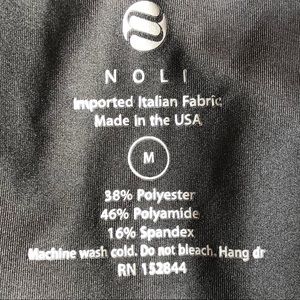 NOLI
Imported Italian Fabric
Made in the USA
M
38% Polyester
46% Polyamide
16% Spandex
Machine wash cold. Do not bleach. Hang dr
RN 152844